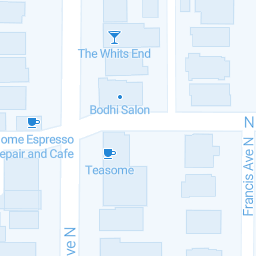 The Whits End
Bodhi Salon
N
ome Espresso
epair and Cafe
Teasome
Francis Ave N
ve N